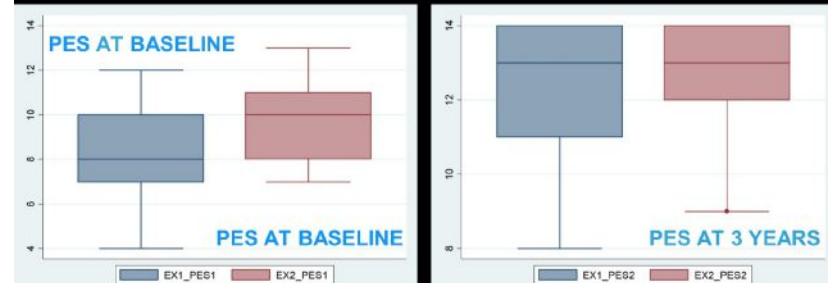 14
12
10
8
6
4
PES AT BASELINE
PES AT BASELINE
EX1_PES1 EX2_PES1
14
12
10
8
PES AT 3 YEARS
EX1_PES2 EX2_PES2